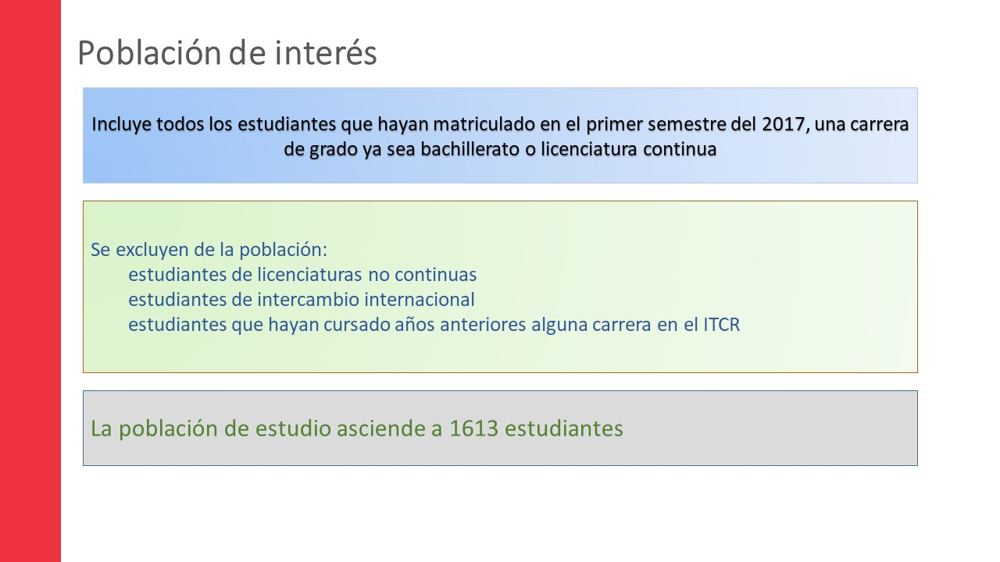 Población de interés
Incluye todos los estudiantes que hayan matriculado en el primer semestre del 2017, una carrera
de grado ya sea bachillerato o licenciatura continua
Se excluyen de la población:
estudiantes de licenciaturas no continuas
estudiantes de intercambio internacional
estudiantes que hayan cursado años anteriores alguna carrera en el ITCR
La población de estudio asciende a 1613 estudiantes